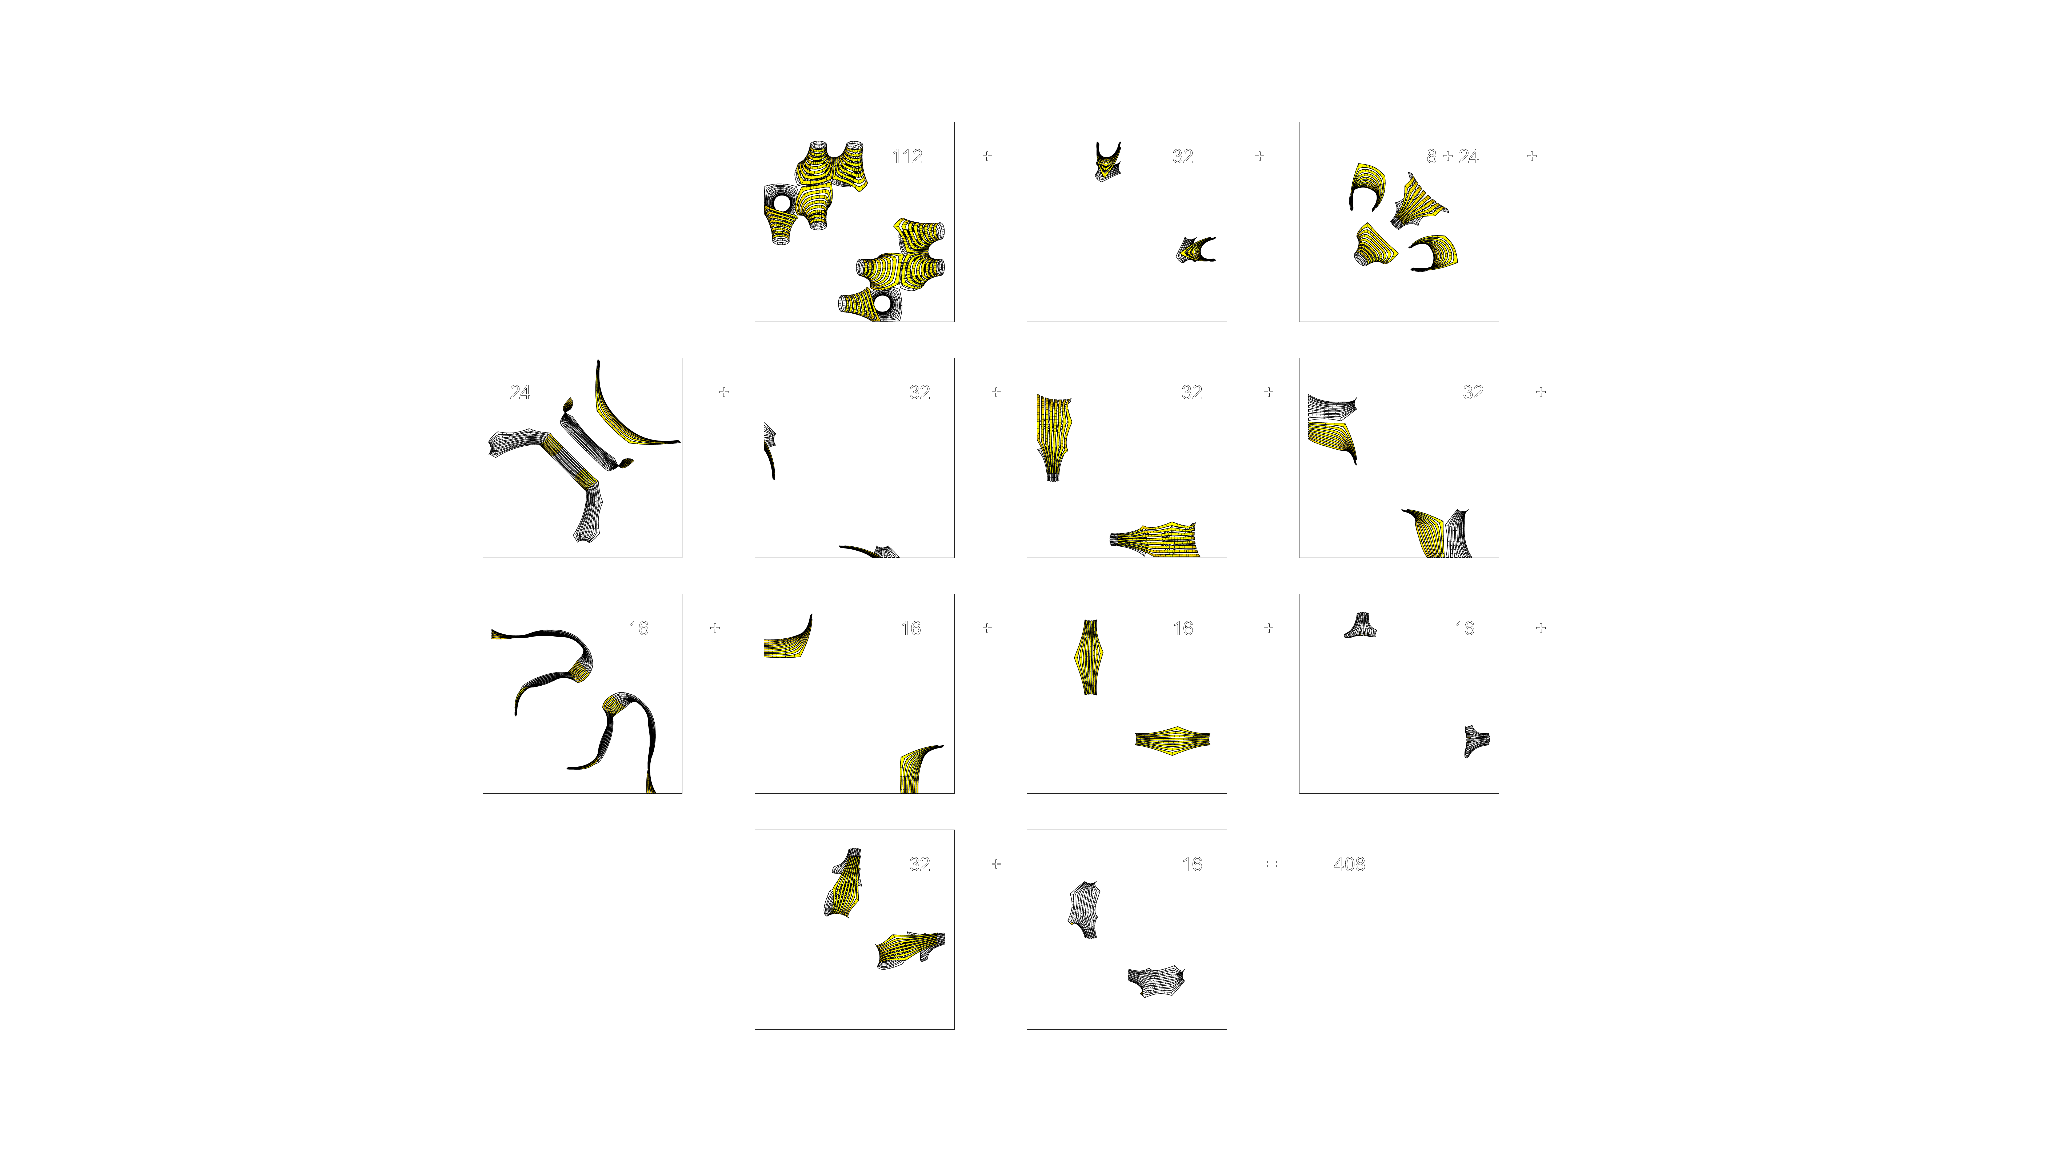 112 + 32 + 8 + 24 +
24 + 32 + 32 + 32 +
16 + 16 + 16 + 16 +
32 + 16 = 408